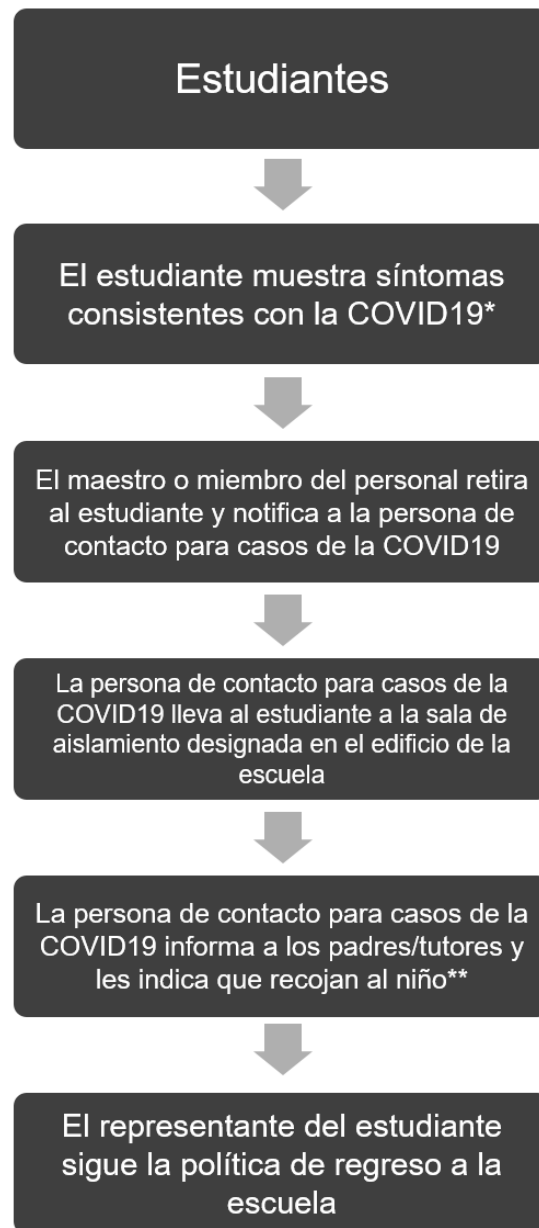 Estudiantes
El estudiante muestra síntomas
consistentes con la COVID19*
El maestro o miembro del personal retira
al estudiante y notifica a la persona de
contacto para casos de la COVID19
La persona de contacto para casos de la
COVID19 lleva al estudiante a la sala de
aislamiento designada en el edificio de la
escuela
La persona de contacto para casos de la
COVID19 informa a los padres/tutores y
les indica que recojan al niño**
El representante del estudiante
sigue la política de regreso a la
escuela